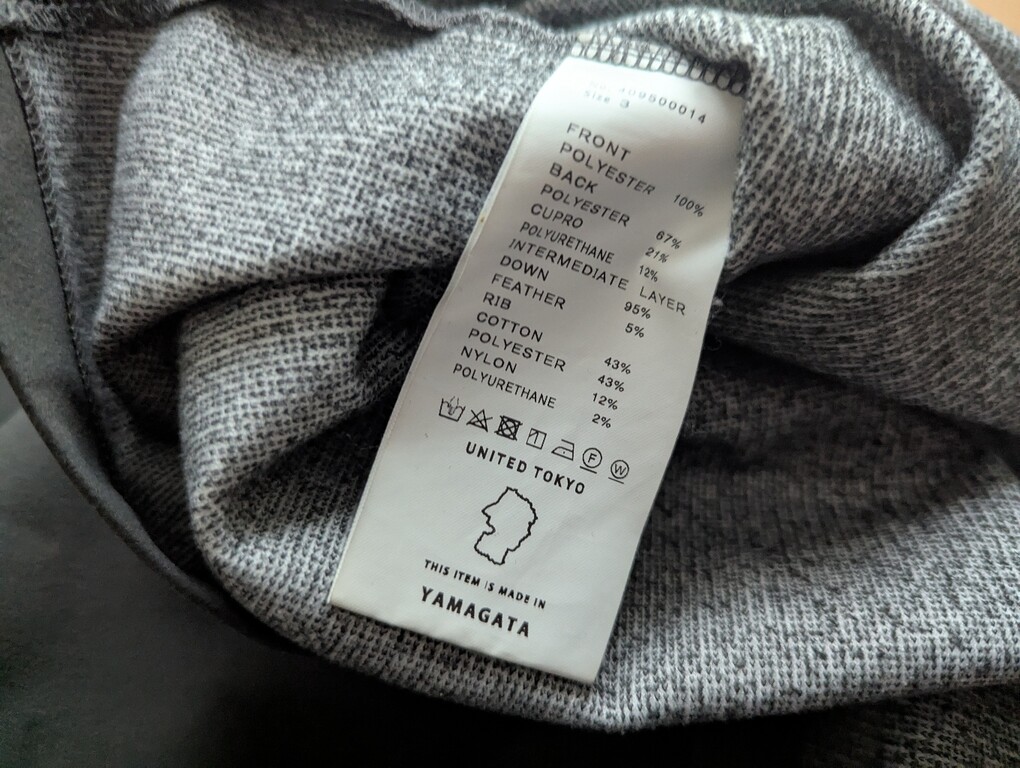 409500014
Size 3
FRONT
POLYESTER 100%
BACK
POLYESTER 67%
CUPRO 21%
POLYURETHANE 12%
INTERMEDIATE LAYER
DOWN 95%
FEATHER 5%
RIB
COTTON 43%
POLYESTER 43%
NYLON 12%
POLYURETHANE 2%
F W
UNITED TOKYO
THIS ITEM IS MADE IN
YAMAGATA